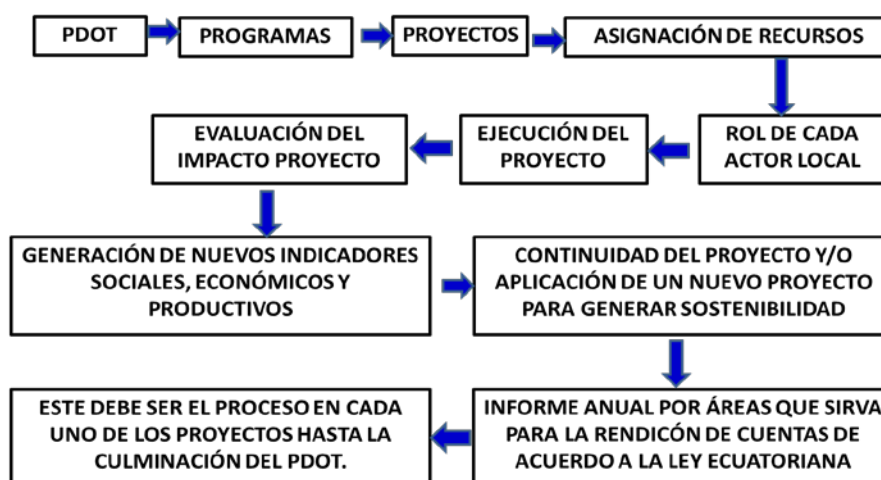 PDOT
PROGRAMAS
PROYECTOS
ASIGNACIÓN DE RECURSOS
ROL DE CADA
ACTOR LOCAL
EJECUCIÓN DEL
PROYECTO
EVALUACIÓN DEL
IMPACTO PROYECTO
GENERACIÓN DE NUEVOS INDICADORES
SOCIALES, ECONÓMICOS Y
PRODUCTIVOS
CONTINUIDAD DEL PROYECTO Y/O
APLICACIÓN DE UN NUEVO PROYECTO
PARA GENERAR SOSTENIBILIDAD
INFORME ANUAL POR ÁREAS QUE SIRVA
PARA LA RENDICÓN DE CUENTAS DE
ACUERDO A LA LEY ECUATORIANA
ESTE DEBE SER EL PROCESO EN CADA
UNO DE LOS PROYECTOS HASTA LA
CULMINACIÓN DEL PDOT.